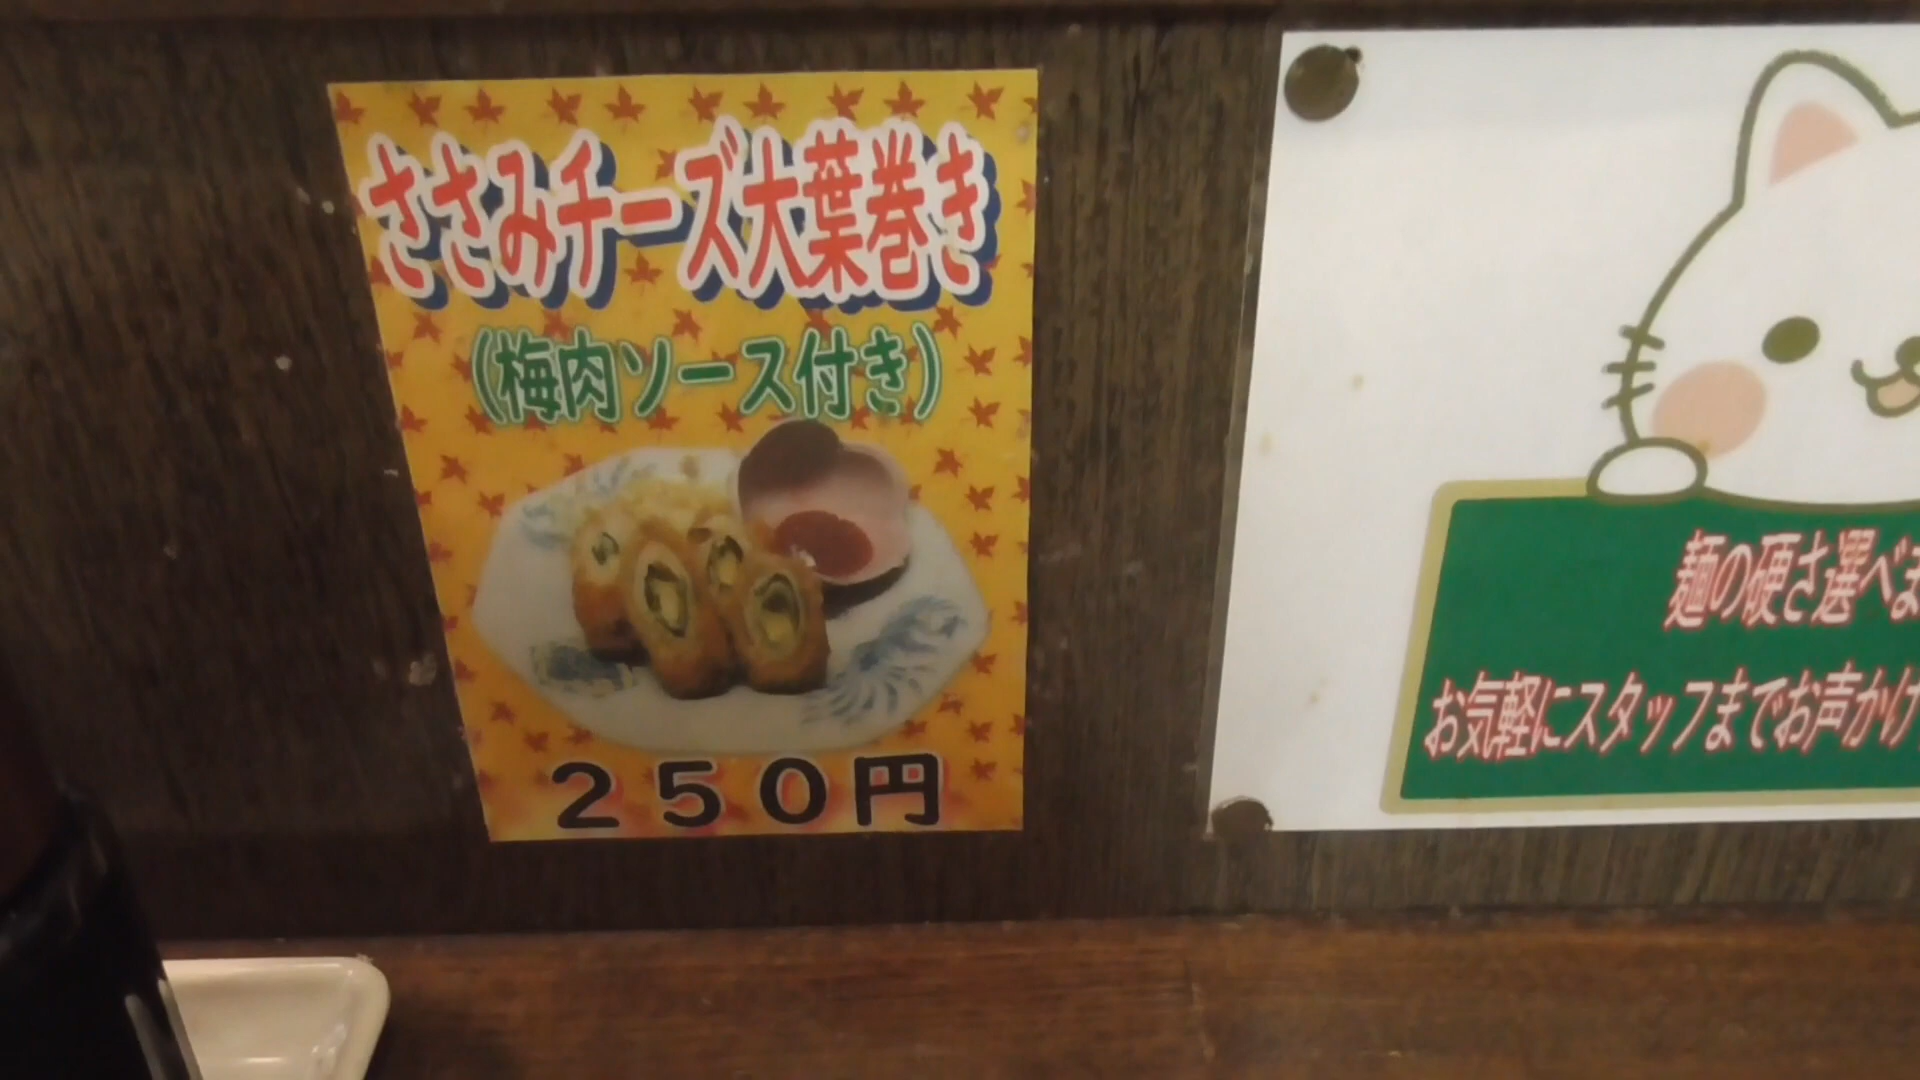 ささみチーズ大葉巻き
(梅肉ソース付き)
250円
麺の硬さ選べま
お気軽にスタッフまでお声かけ